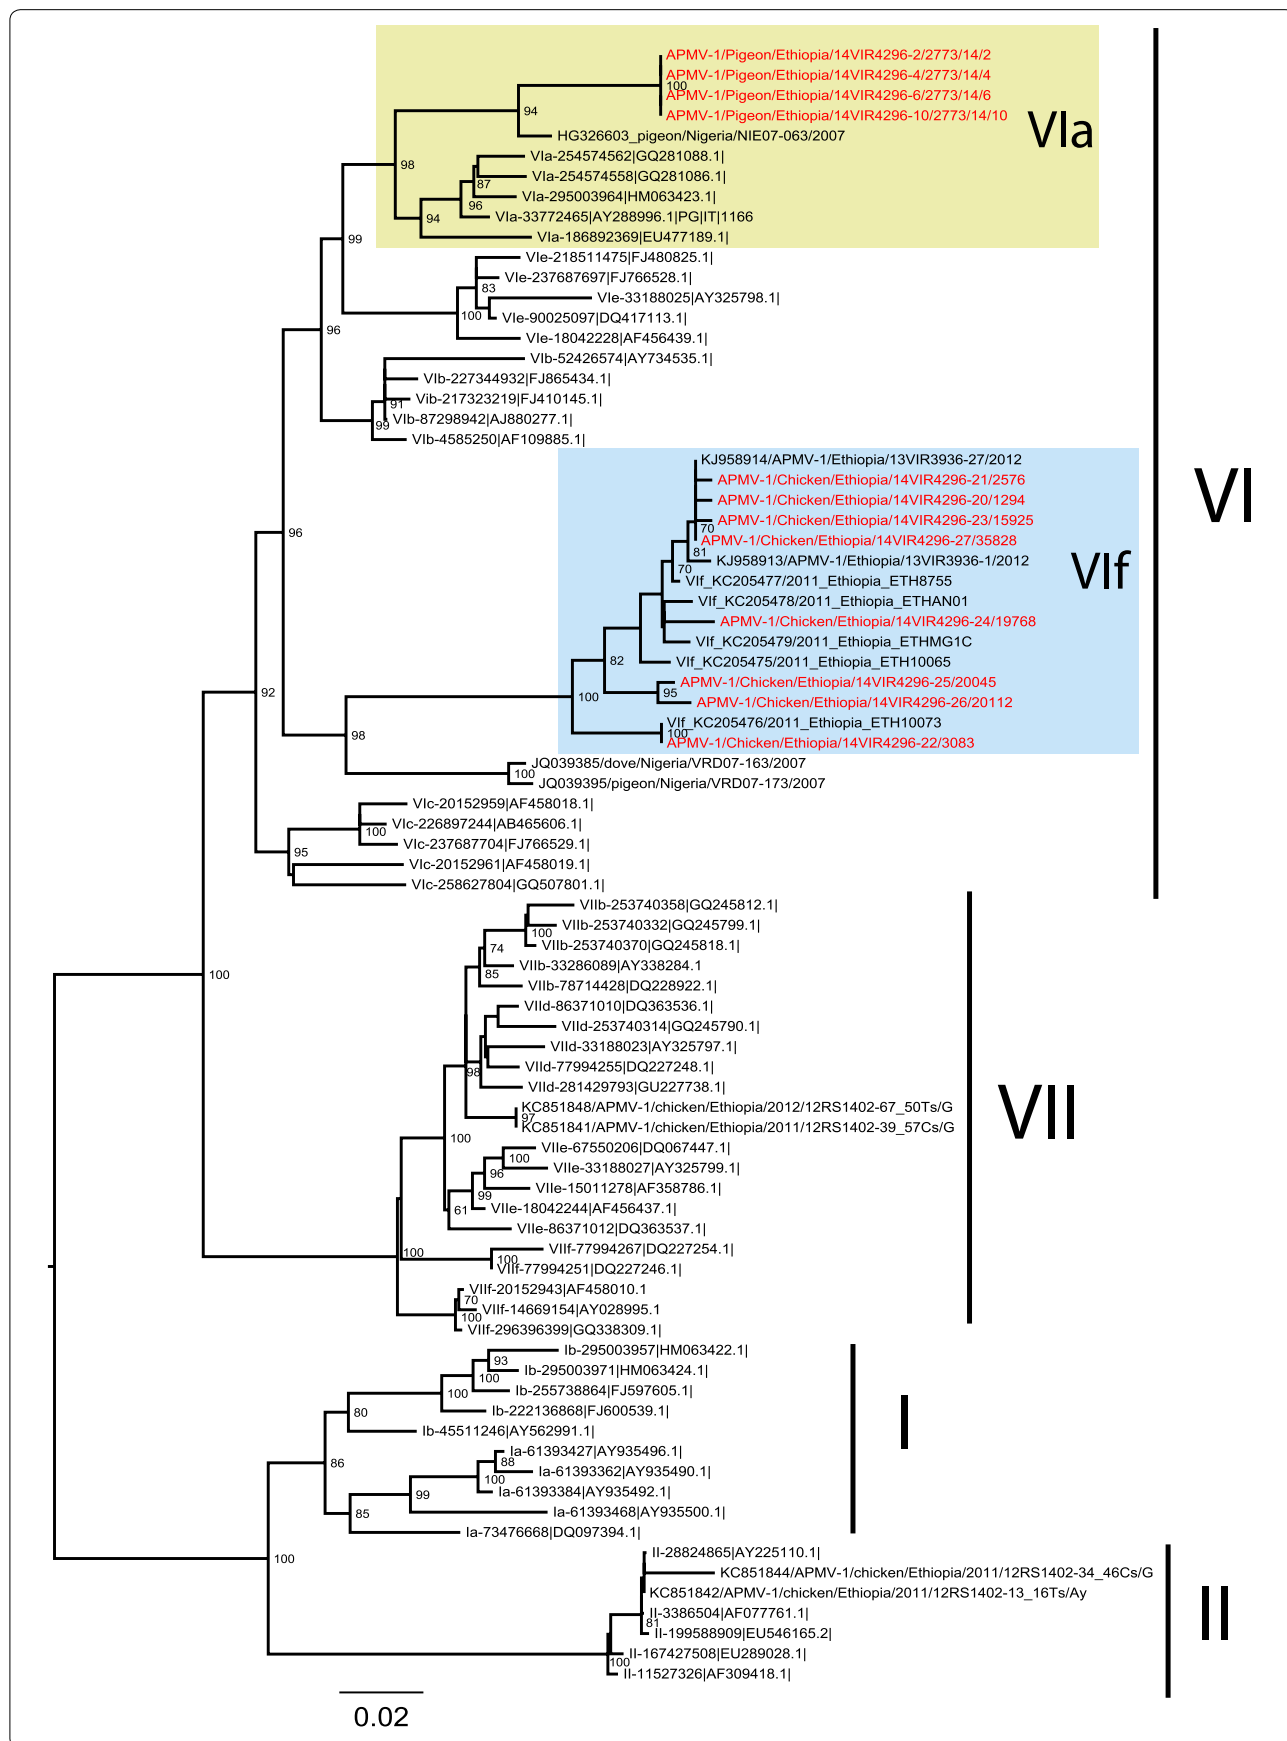 APMV-1/Pigeon/Ethiopia/14VIR4296-2/2773/14/2
APMV-1/Pigeon/Ethiopia/14VIR4296-4/2773/14/4
100
APMV-1/Pigeon/Ethiopia/14VIR4296-6/2773/14/6
APMV-1/Pigeon/Ethiopia/14VIR4296-10/2773/14/10
94
HG326603_pigeon/Nigeria/NIE07-063/2007
VIa
VIa-254574562|GQ281088.1|
98
VIa-254574558|GQ281086.1|
87
VIa-295003964|HM063423.1|
96
VIa-33772465|AY288996.1|PG|IT|1166
94
VIa-186892369|EU477189.1|
99
VIe-218511475|FJ480825.1|
VIe-237687697|FJ766528.1|
83
VIe-33188025|AY325798.1|
100
VIe-90025097|DQ417113.1|
96
VIe-18042228|AF456439.1|
VIb-52426574|AY734535.1|
VIb-227344932|FJ865434.1|
Vib-217323219|FJ410145.1|
91
VIb-87298942|AJ880277.1|
99
VIb-4585250|AF109885.1|
KJ958914/APMV-1/Ethiopia/13VIR3936-27/2012
APMV-1/Chicken/Ethiopia/14VIR4296-21/2576
VI
APMV-1/Chicken/Ethiopia/14VIR4296-20/1294
APMV-1/Chicken/Ethiopia/14VIR4296-23/15925
70
96
APMV-1/Chicken/Ethiopia/14VIR4296-27/35828
81
KJ958913/APMV-1/Ethiopia/13VIR3936-1/2012
70
VIf
VIf_KC205477/2011_Ethiopia_ETH8755
VIf_KC205478/2011_Ethiopia_ETHAN01
APMV-1/Chicken/Ethiopia/14VIR4296-24/19768
VIf_KC205479/2011_Ethiopia_ETHMG1C
82
VIf_KC205475/2011_Ethiopia_ETH10065
APMV-1/Chicken/Ethiopia/14VIR4296-25/20045
92
100
95
APMV-1/Chicken/Ethiopia/14VIR4296-26/20112
VIf_KC205476/2011_Ethiopia_ETH10073
98
100
APMV-1/Chicken/Ethiopia/14VIR4296-22/3083
JQ039385/dove/Nigeria/VRD07-163/2007
100
JQ039395/pigeon/Nigeria/VRD07-173/2007
VIc-20152959|AF458018.1|
VIc-226897244|AB465606.1|
100
VIc-237687704|FJ766529.1|
95
VIc-20152961|AF458019.1|
VIc-258627804|GQ507801.1|
VIIb-253740358|GQ245812.1|
VIIb-253740332|GQ245799.1|
100
VIIb-253740370|GQ245818.1|
74
VIIb-33286089|AY338284.1
100
85
VIIb-78714428|DQ228922.1|
VIId-86371010|DQ363536.1|
VIId-253740314|GQ245790.1|
VIId-33188023|AY325797.1|
VIId-77994255|DQ227248.1|
98
VIId-281429793|GU227738.1|
KC851848/APMV-1/chicken/Ethiopia/2012/12RS1402-67_50Ts/G
VII
97
KC851841/APMV-1/chicken/Ethiopia/2011/12RS1402-39_57Cs/G
100
VIIe-67550206|DQ067447.1|
100
VIIe-33188027|AY325799.1|
96
VIIe-15011278|AF358786.1|
99
VIIe-18042244|AF456437.1|
61
VIIe-86371012|DQ363537.1|
VIIf-77994267|DQ227254.1|
100
100
VIIf-77994251|DQ227246.1|
VIIf-20152943|AF458010.1
70
VIIf-14669154|AY028995.1
100
VIIf-296396399|GQ338309.1|
Ib-295003957|HM063422.1|
93
Ib-295003971|HM063424.1|
100
Ib-255738864|FJ597605.1|
100
I
80
Ib-222136868|FJ600539.1|
Ib-45511246|AY562991.1|
Ia-61393427|AY935496.1|
86
88
Ia-61393362|AY935490.1|
100
Ia-61393384|AY935492.1|
99
Ia-61393468|AY935500.1|
85
Ia-73476668|DQ097394.1|
100
II-28824865|AY225110.1|
KC851844/APMV-1/chicken/Ethiopia/2011/12RS1402-34_46Cs/G
KC851842/APMV-1/chicken/Ethiopia/2011/12RS1402-13_16Ts/Ay
II-3386504|AF077761.1|
II
81
II-199588909|EU546165.2|
II-167427508|EU289028.1|
100
II-11527326|AF309418.1|
0.02